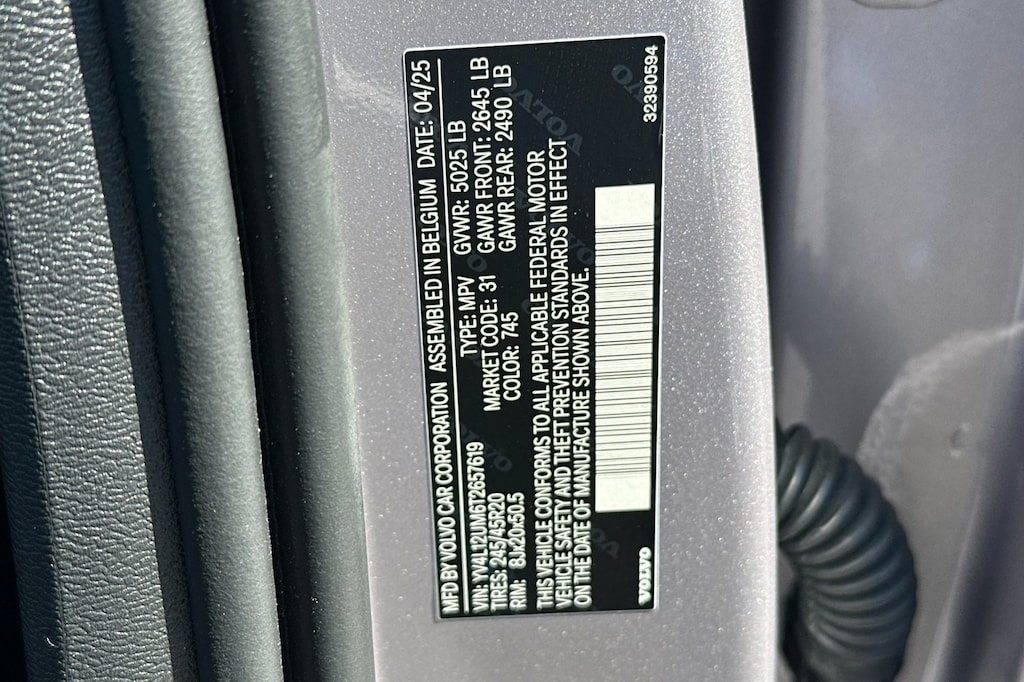 MFD BY VOLVO CAR CORPORATION ASSEMBLED IN BELGIUM DATE: 04/25
VIN: YV4L12UM6T2657619 TYPE: MPV GVWR: 5025 LB
TIRES: 245/45R20 MARKET CODE: 31 GAWR FRONT: 2645 LB
RIM: 8Jx20x50.5 COLOR: 745 GAWR REAR: 2490 LB
THIS VEHICLE CONFORMS TO ALL APPLICABLE FEDERAL MOTOR
VEHICLE SAFETY AND THEFT PREVENTION STANDARDS IN EFFECT
ON THE DATE OF MANUFACTURE SHOWN ABOVE.
VOLVO 32390594